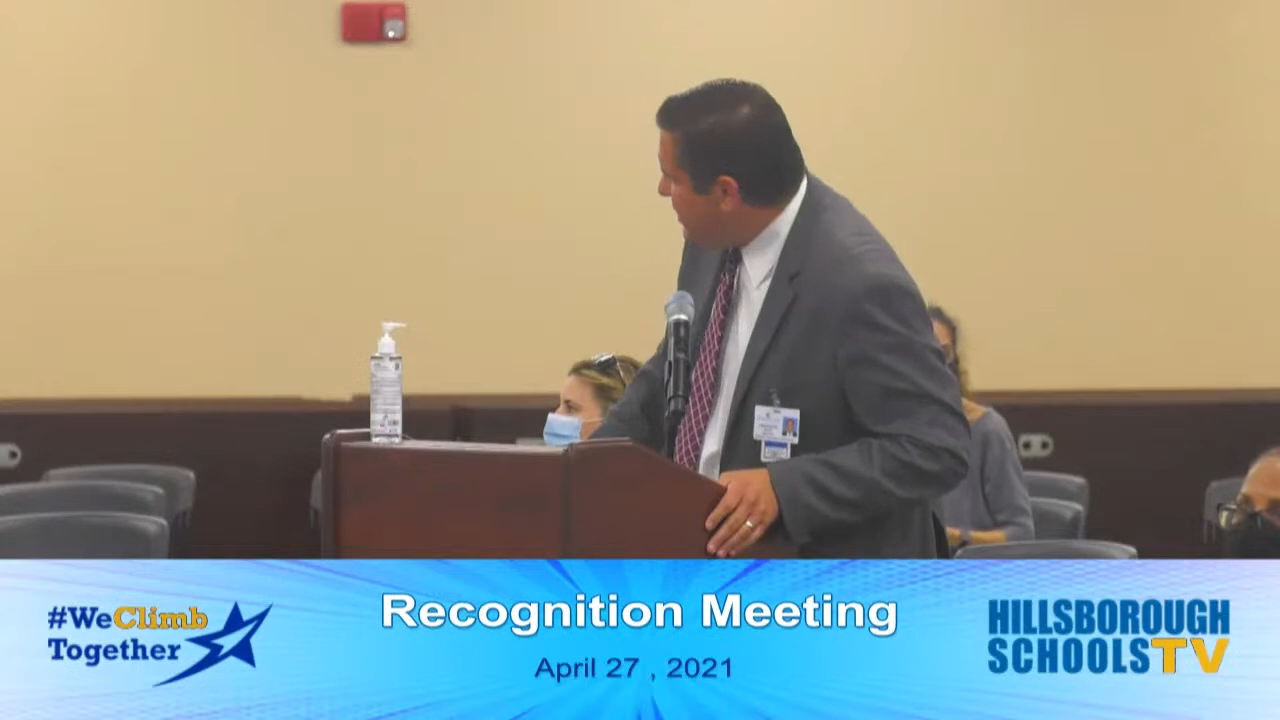 #WeClimb
Together
Recognition Meeting
April 27 , 2021
HILLSBOROUGH
SCHOOLSTV